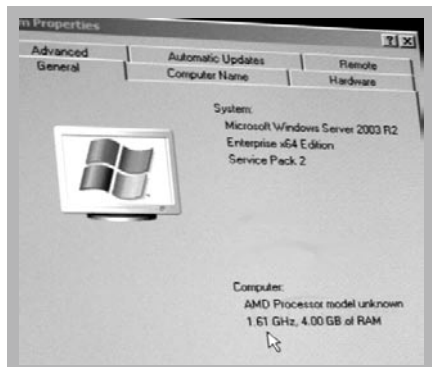 m Properties
Advanced Automatic Updates Remote
General Computer Name Hardware
System:
Microsoft Windows Server 2003 R2
Enterprise x64 Edition
Service Pack 2
Computer:
AMD Processor model unknown
1.61 GHz, 4.00 GB of RAM